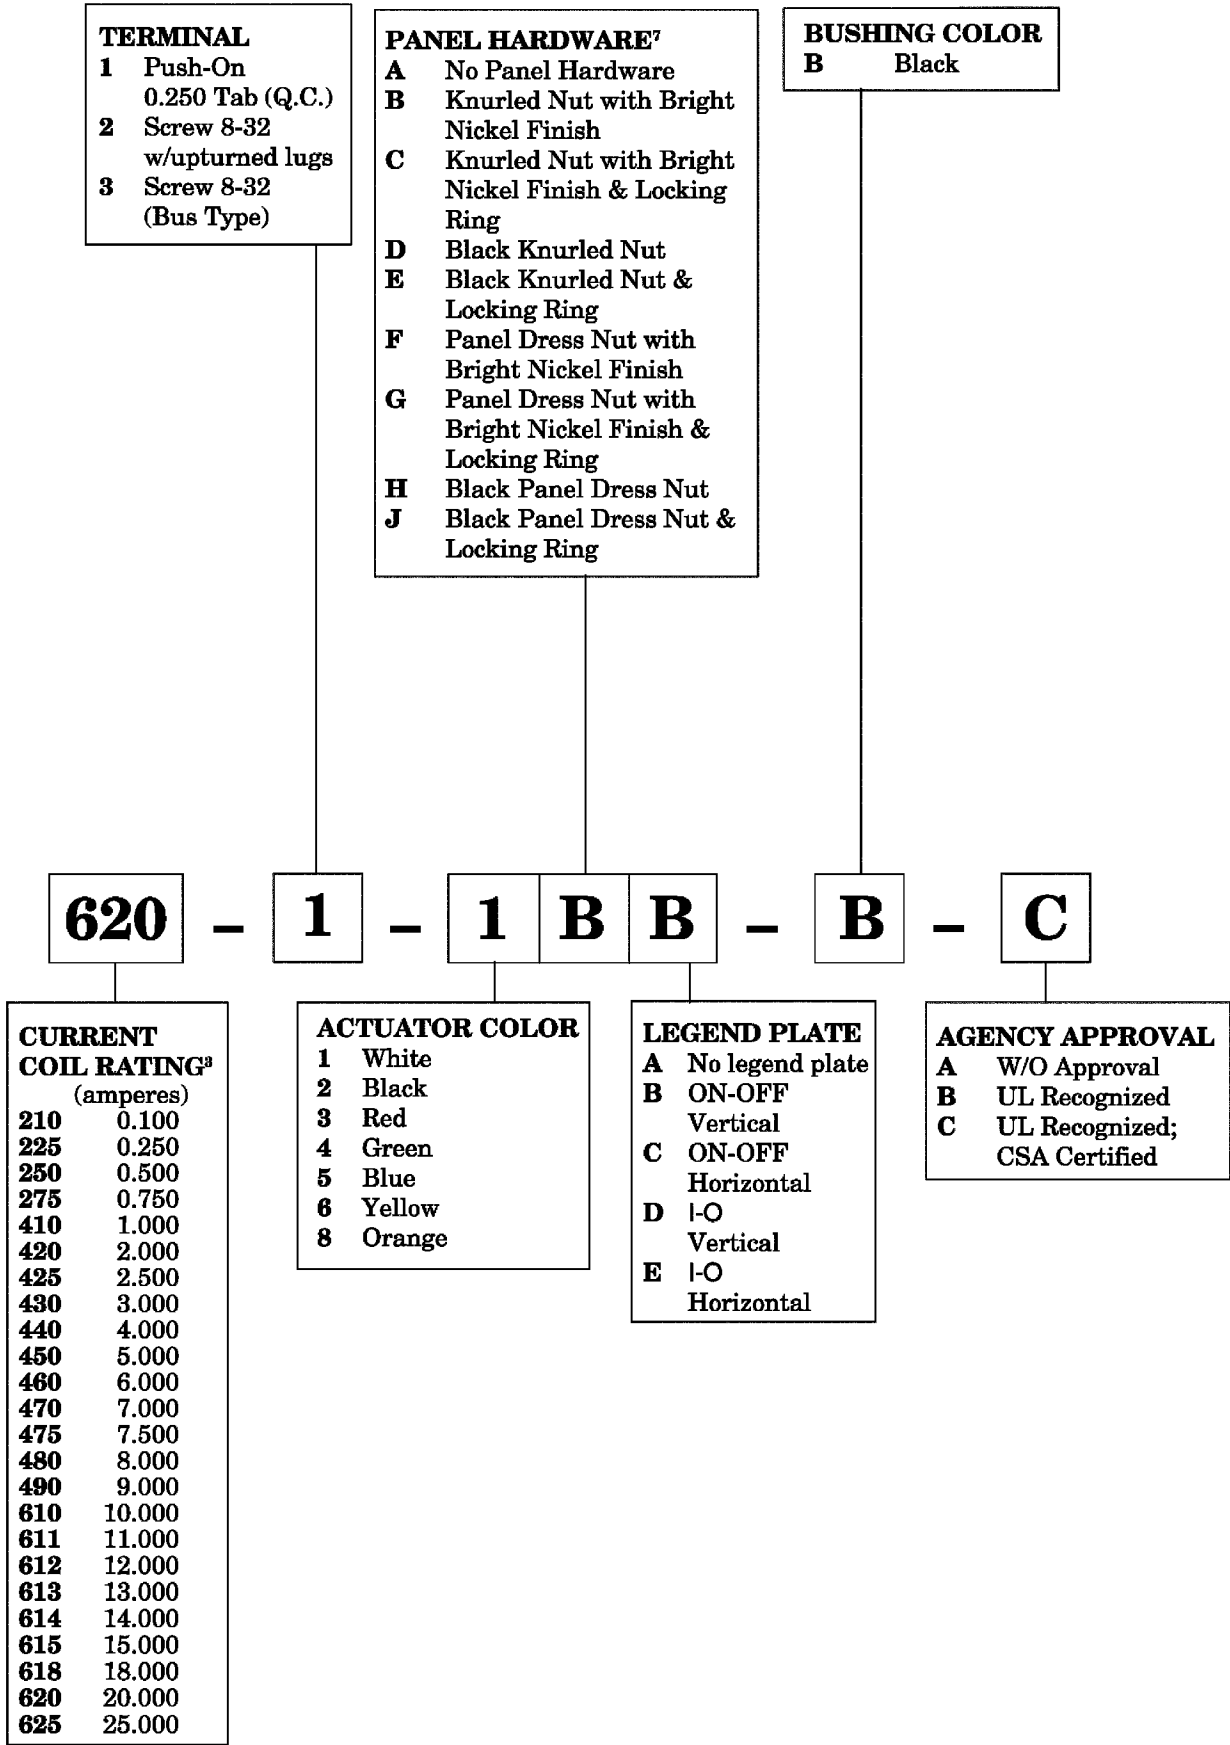 TERMINAL
1 Push-On
0.250 Tab (Q.C.)
2 Screw 8-32
w/upturned lugs
3 Screw 8-32
(Bus Type)
PANEL HARDWARE⁷
A No Panel Hardware
B Knurled Nut with Bright
Nickel Finish
C Knurled Nut with Bright
Nickel Finish & Locking
Ring
D Black Knurled Nut
E Black Knurled Nut &
Locking Ring
F Panel Dress Nut with
Bright Nickel Finish
G Panel Dress Nut with
Bright Nickel Finish &
Locking Ring
H Black Panel Dress Nut
J Black Panel Dress Nut &
Locking Ring
BUSHING COLOR
B Black
620 – 1 – 1 B B – B – C
CURRENT
COIL RATING³
(amperes)
210 0.100
225 0.250
250 0.500
275 0.750
410 1.000
420 2.000
425 2.500
430 3.000
440 4.000
450 5.000
460 6.000
470 7.000
475 7.500
480 8.000
490 9.000
610 10.000
611 11.000
612 12.000
613 13.000
614 14.000
615 15.000
618 18.000
620 20.000
625 25.000
ACTUATOR COLOR
1 White
2 Black
3 Red
4 Green
5 Blue
6 Yellow
8 Orange
LEGEND PLATE
A No legend plate
B ON-OFF
Vertical
C ON-OFF
Horizontal
D I-O
Vertical
E I-O
Horizontal
AGENCY APPROVAL
A W/O Approval
B UL Recognized
C UL Recognized;
CSA Certified